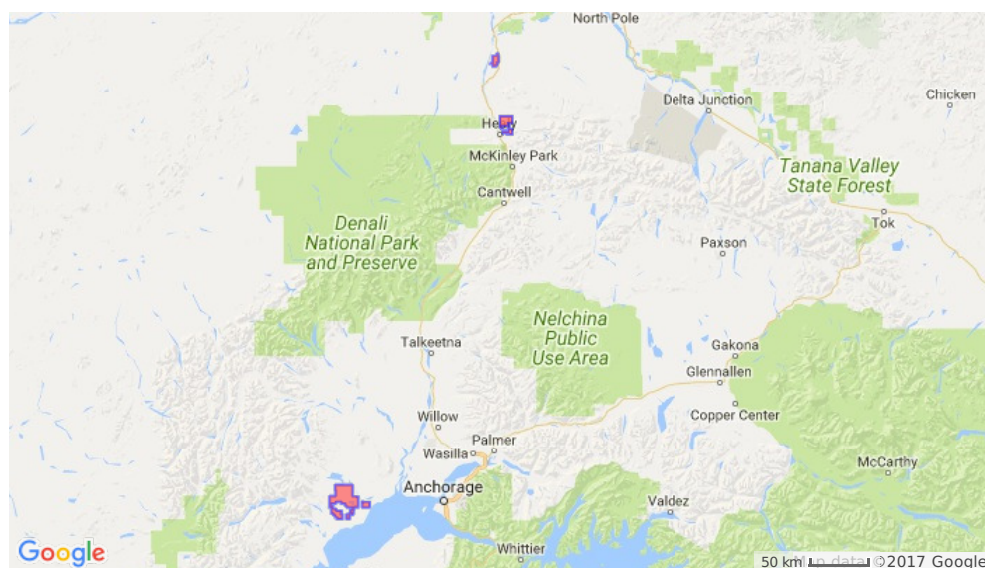 North Pole
Delta Junction
Chicken
Healy
McKinley Park
Tanana Valley
State Forest
Cantwell
Tok
Denali
National Park
and Preserve
Paxson
Nelchina
Public
Use Area
Talkeetna
Gakona
Glennallen
Willow
Copper Center
Palmer
Wasilla
McCarthy
Anchorage
Valdez
Whittier
Google
50 km
Map data ©2017 Google